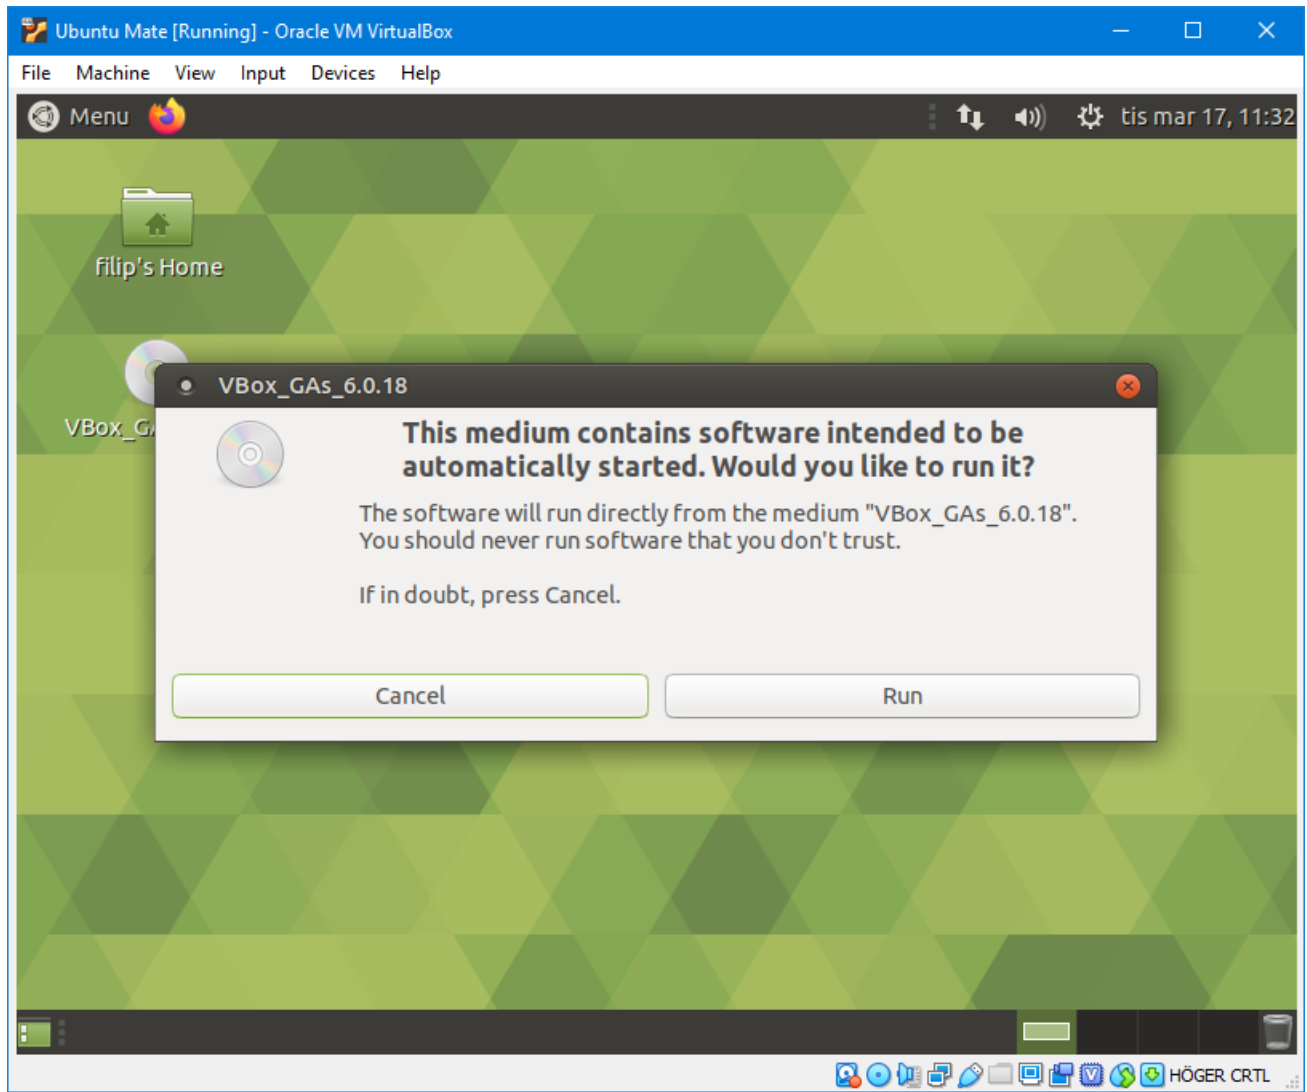 Ubuntu Mate [Running] - Oracle VM VirtualBox
File Machine View Input Devices Help
Menu tis mar 17, 11:32
filip's Home
VBox_GAs_6.0.18
This medium contains software intended to be
automatically started. Would you like to run it?
The software will run directly from the medium "VBox_GAs_6.0.18".
You should never run software that you don't trust.
If in doubt, press Cancel.
Cancel Run
HÖGER CRTL